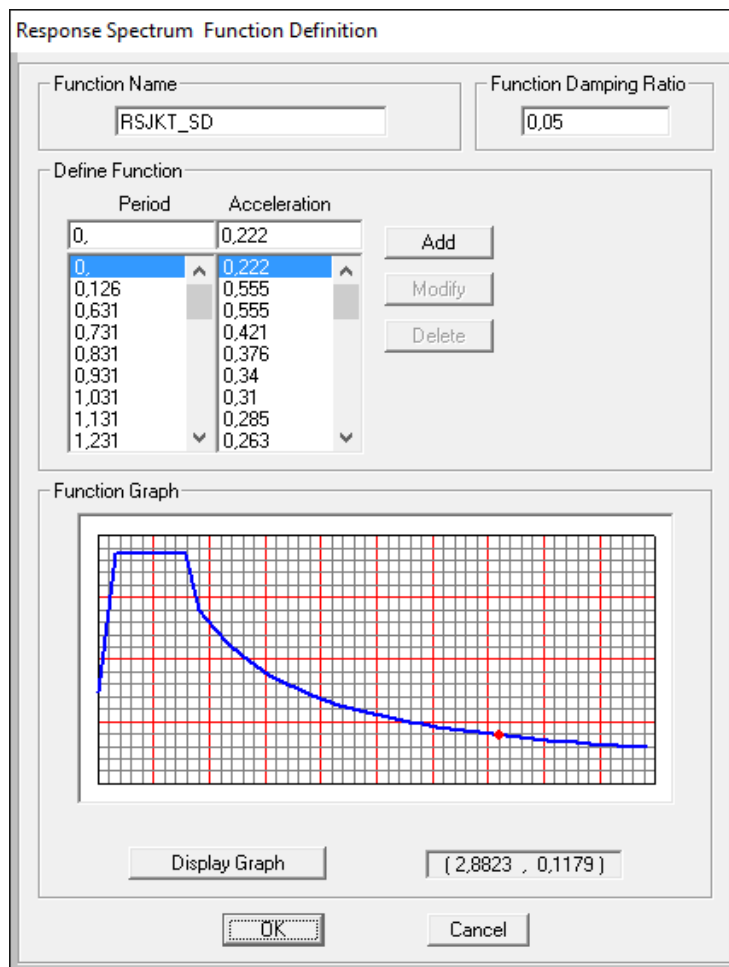 Response Spectrum Function Definition
Function Name
RSJKT_SD
Function Damping Ratio
0,05
Define Function
Period Acceleration
0, 0,222
Add
0, 0,222
0,126 0,555
Modify
0,631 0,555
0,731 0,421
Delete
0,831 0,376
0,931 0,34
1,031 0,31
1,131 0,285
1,231 0,263
Function Graph
Display Graph
( 2,8823 , 0,1179 )
OK
Cancel